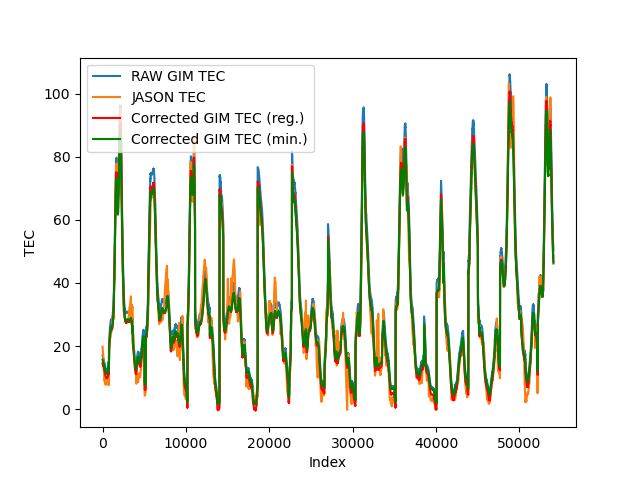 RAW GIM TEC
JASON TEC
Corrected GIM TEC (reg.)
Corrected GIM TEC (min.)
100
80
60
40
20
0
TEC
0 10000 20000 30000 40000 50000
Index